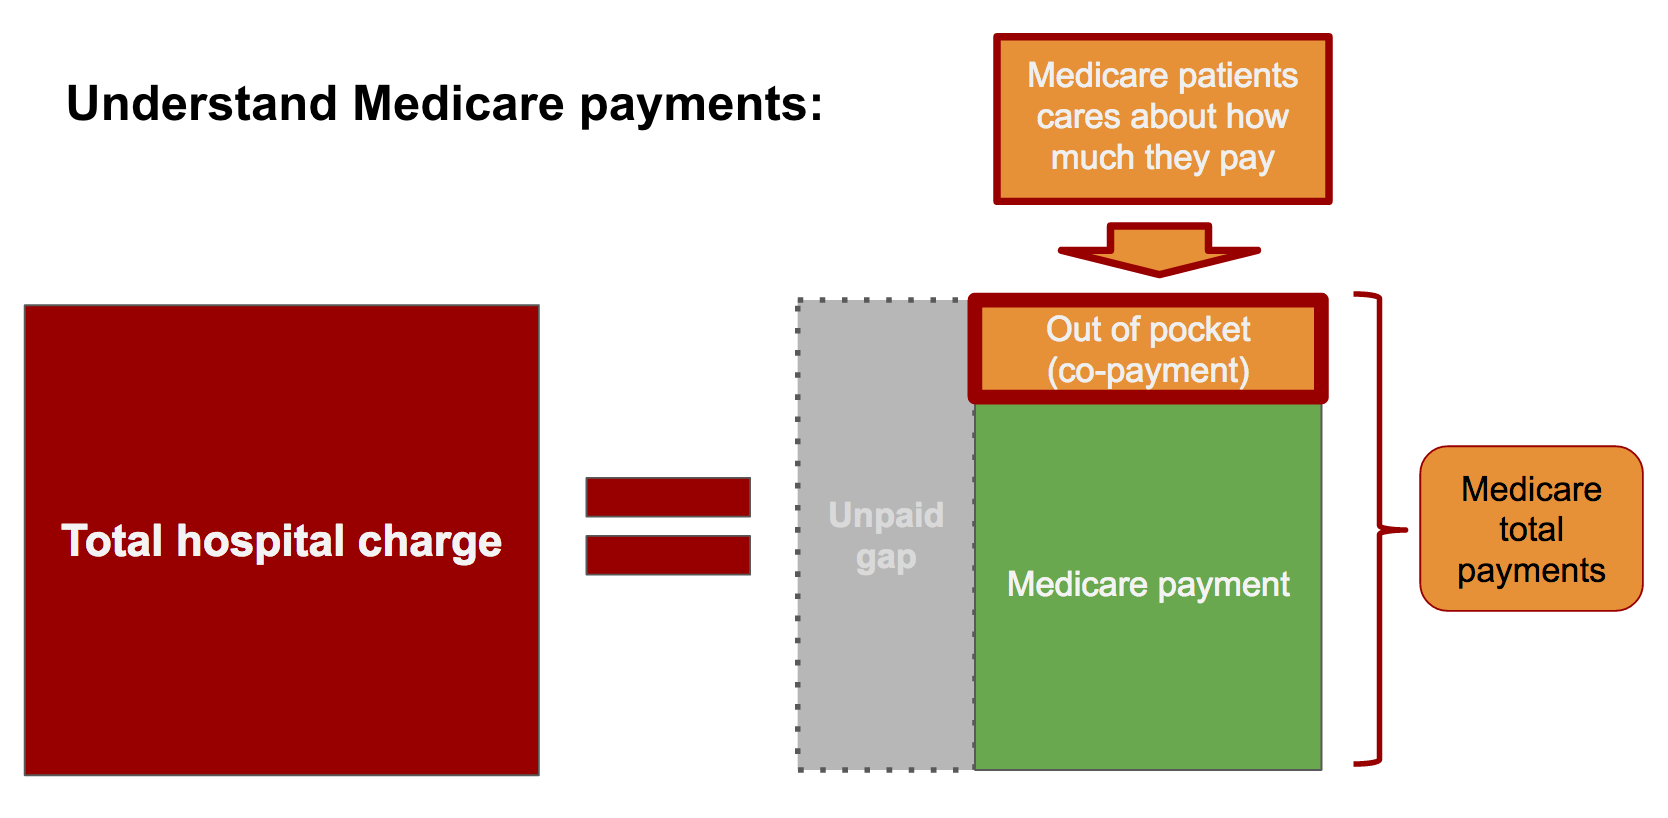 Understand Medicare payments:
Medicare patients
cares about how
much they pay
Out of pocket
(co-payment)
Total hospital charge
Unpaid
gap
Medicare payment
Medicare
total
payments